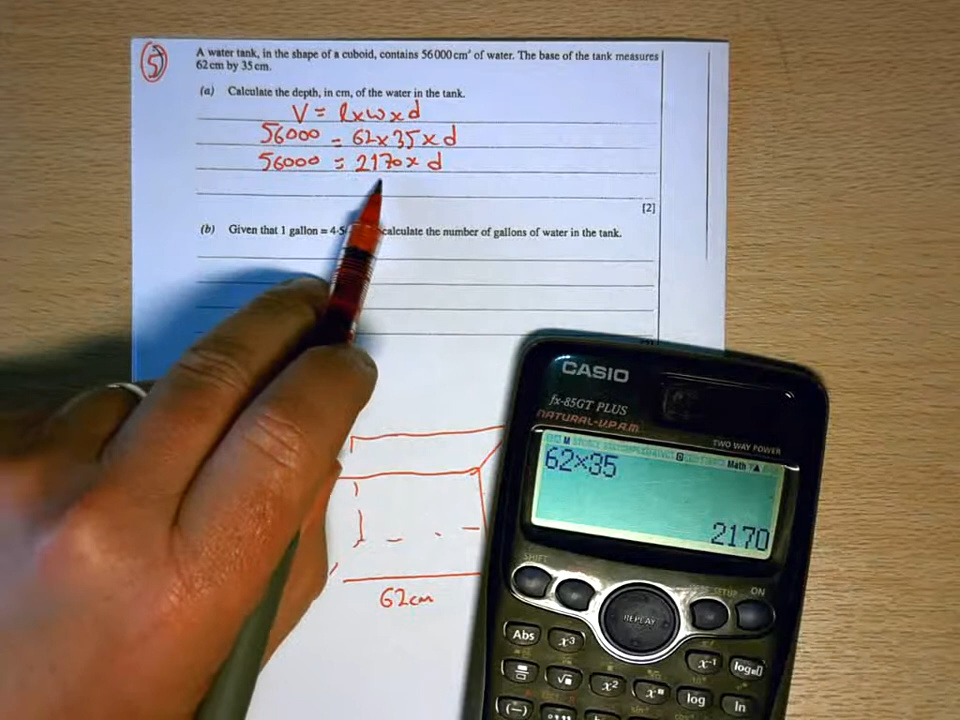 5
A water tank, in the shape of a cuboid, contains 56 000 cm³ of water. The base of the tank measures
62 cm by 35 cm.
(a) Calculate the depth, in cm, of the water in the tank.
V = l x w x d
56000 = 62 x 35 x d
56000 = 2170 x d
[2]
(b) Given that 1 gallon = 4·5 calculate the number of gallons of water in the tank.
62cm
CASIO
fx-85GT PLUS
NATURAL-V.P.A.M.
TWO WAY POWER
Math ▲
62×35
2170
SHIFT
SETUP ON
REPLAY
Abs x³ x⁻¹ log
√ x² log ln
(−)